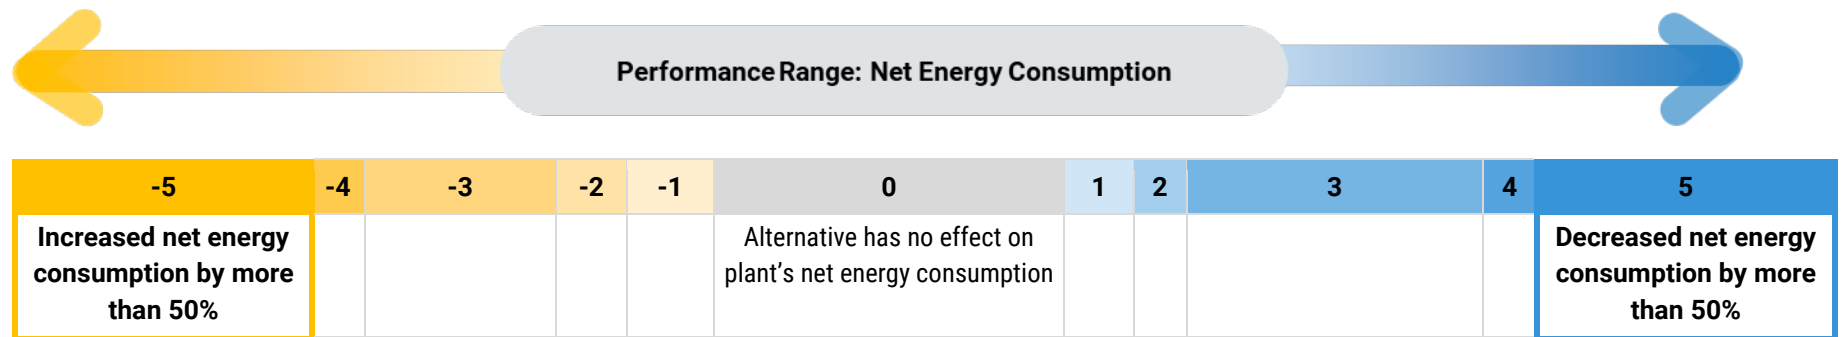 Performance Range: Net Energy Consumption
-5 -4 -3 -2 -1 0 1 2 3 4 5
Increased net energy
consumption by more
than 50%
Alternative has no effect on
plant's net energy consumption
Decreased net energy
consumption by more
than 50%